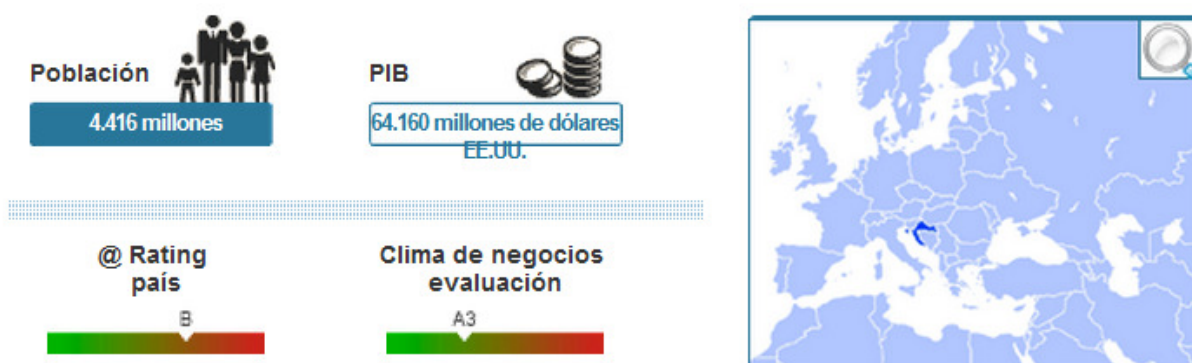 Población
4.416 millones
PIB
64.160 millones de dólares
EE.UU.
@ Rating
país
B
Clima de negocios
evaluación
A3